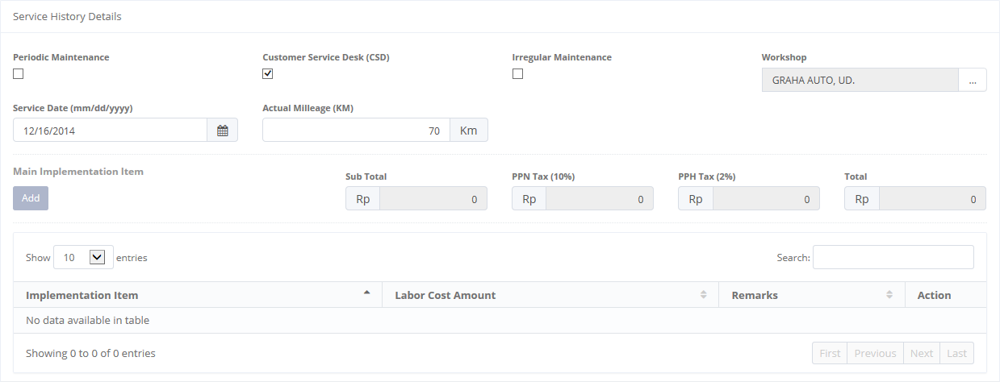 Service History Details
Periodic Maintenance
Customer Service Desk (CSD)
Irregular Maintenance
Workshop
GRAHA AUTO, UD.
...
Service Date (mm/dd/yyyy)
Actual Milleage (KM)
12/16/2014
70
Km
Main Implementation Item
Sub Total
PPN Tax (10%)
PPH Tax (2%)
Total
Add
Rp
0
Rp
0
Rp
0
Rp
0
Show 10 entries
Search:
Implementation Item
Labor Cost Amount
Remarks
Action
No data available in table
Showing 0 to 0 of 0 entries
First
Previous
Next
Last